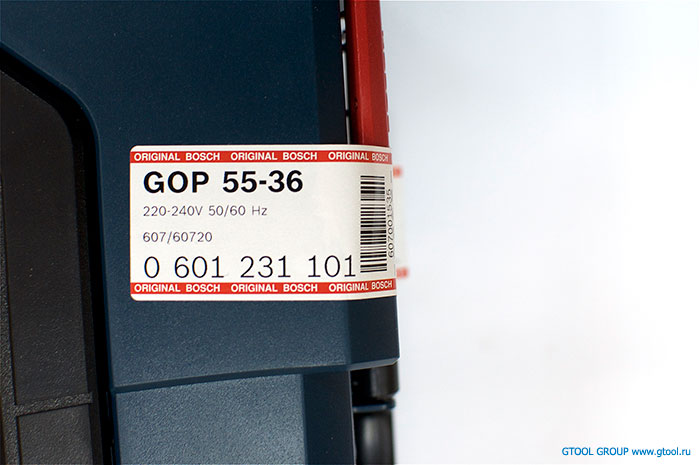 ORIGINAL BOSCH ORIGINAL BOSCH ORIGINAL BOSCH
GOP 55-36
220-240V 50/60 Hz
607/60720
0 601 231 101
607001535
ORIGINAL BOSCH ORIGINAL BOSCH ORIGINAL BOSCH
GTOOL GROUP www.gtool.ru